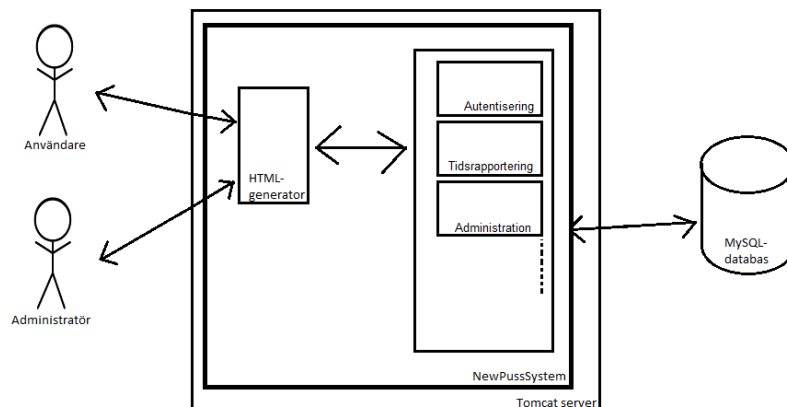 Autentisering
Användare
Tidsrapportering
HTML-
generator
Administration
MySQL-
databas
Administratör
NewPussSystem
Tomcat server